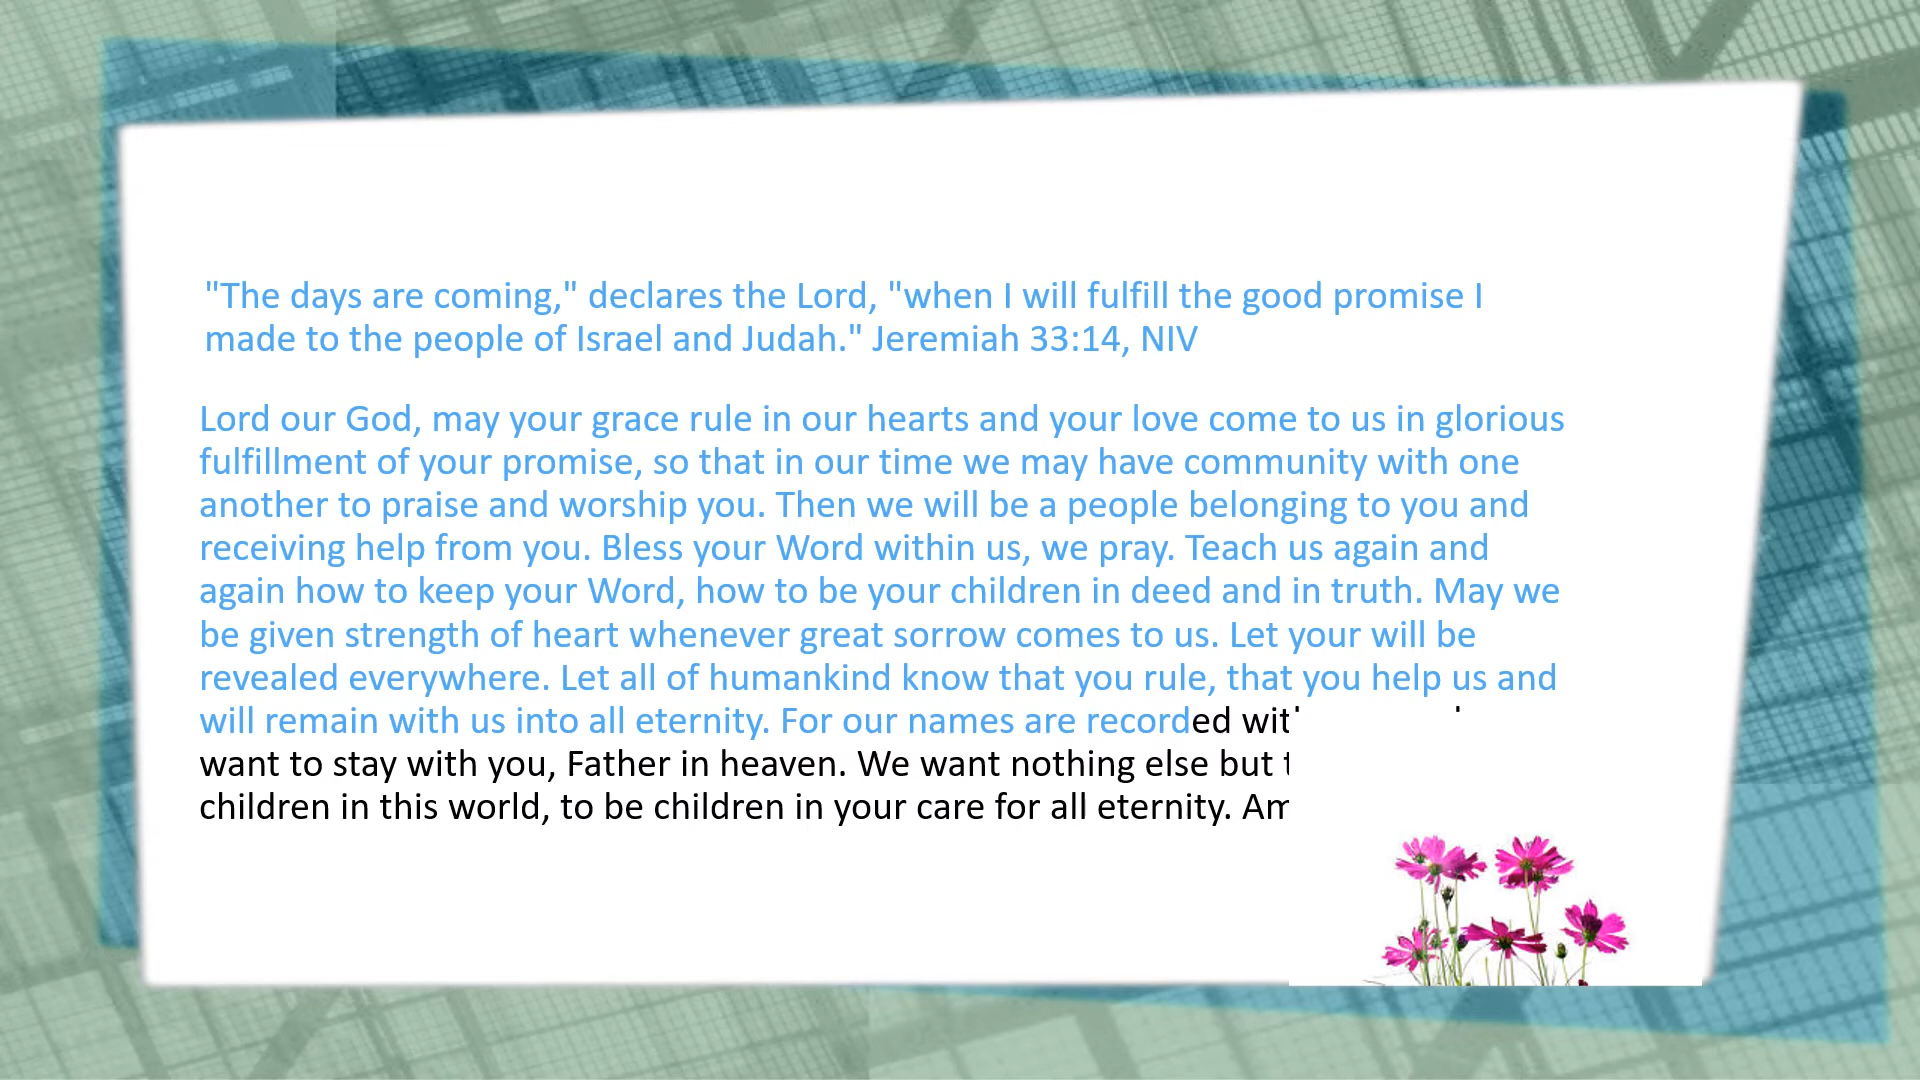 "The days are coming," declares the Lord, "when I will fulfill the good promise I
made to the people of Israel and Judah." Jeremiah 33:14, NIV
Lord our God, may your grace rule in our hearts and your love come to us in glorious
fulfillment of your promise, so that in our time we may have community with one
another to praise and worship you. Then we will be a people belonging to you and
receiving help from you. Bless your Word within us, we pray. Teach us again and
again how to keep your Word, how to be your children in deed and in truth. May we
be given strength of heart whenever great sorrow comes to us. Let your will be
revealed everywhere. Let all of humankind know that you rule, that you help us and
will remain with us into all eternity. For our names are recorded
want to stay with you, Father in heaven. We want nothing else but
children in this world, to be children in your care for all eternity.